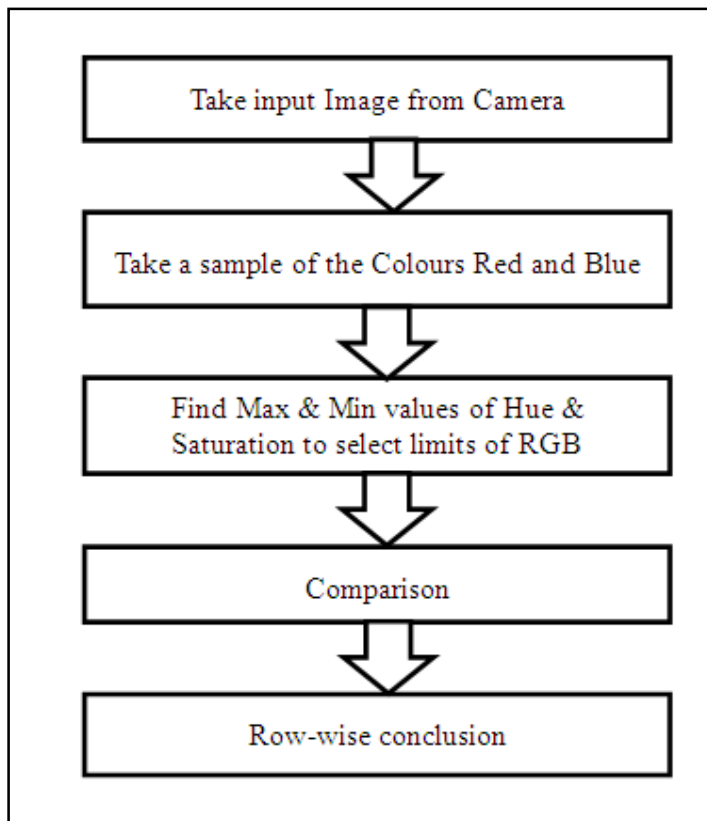 Take input Image from Camera
Take a sample of the Colours Red and Blue
Find Max & Min values of Hue &
Saturation to select limits of RGB
Comparison
Row-wise conclusion